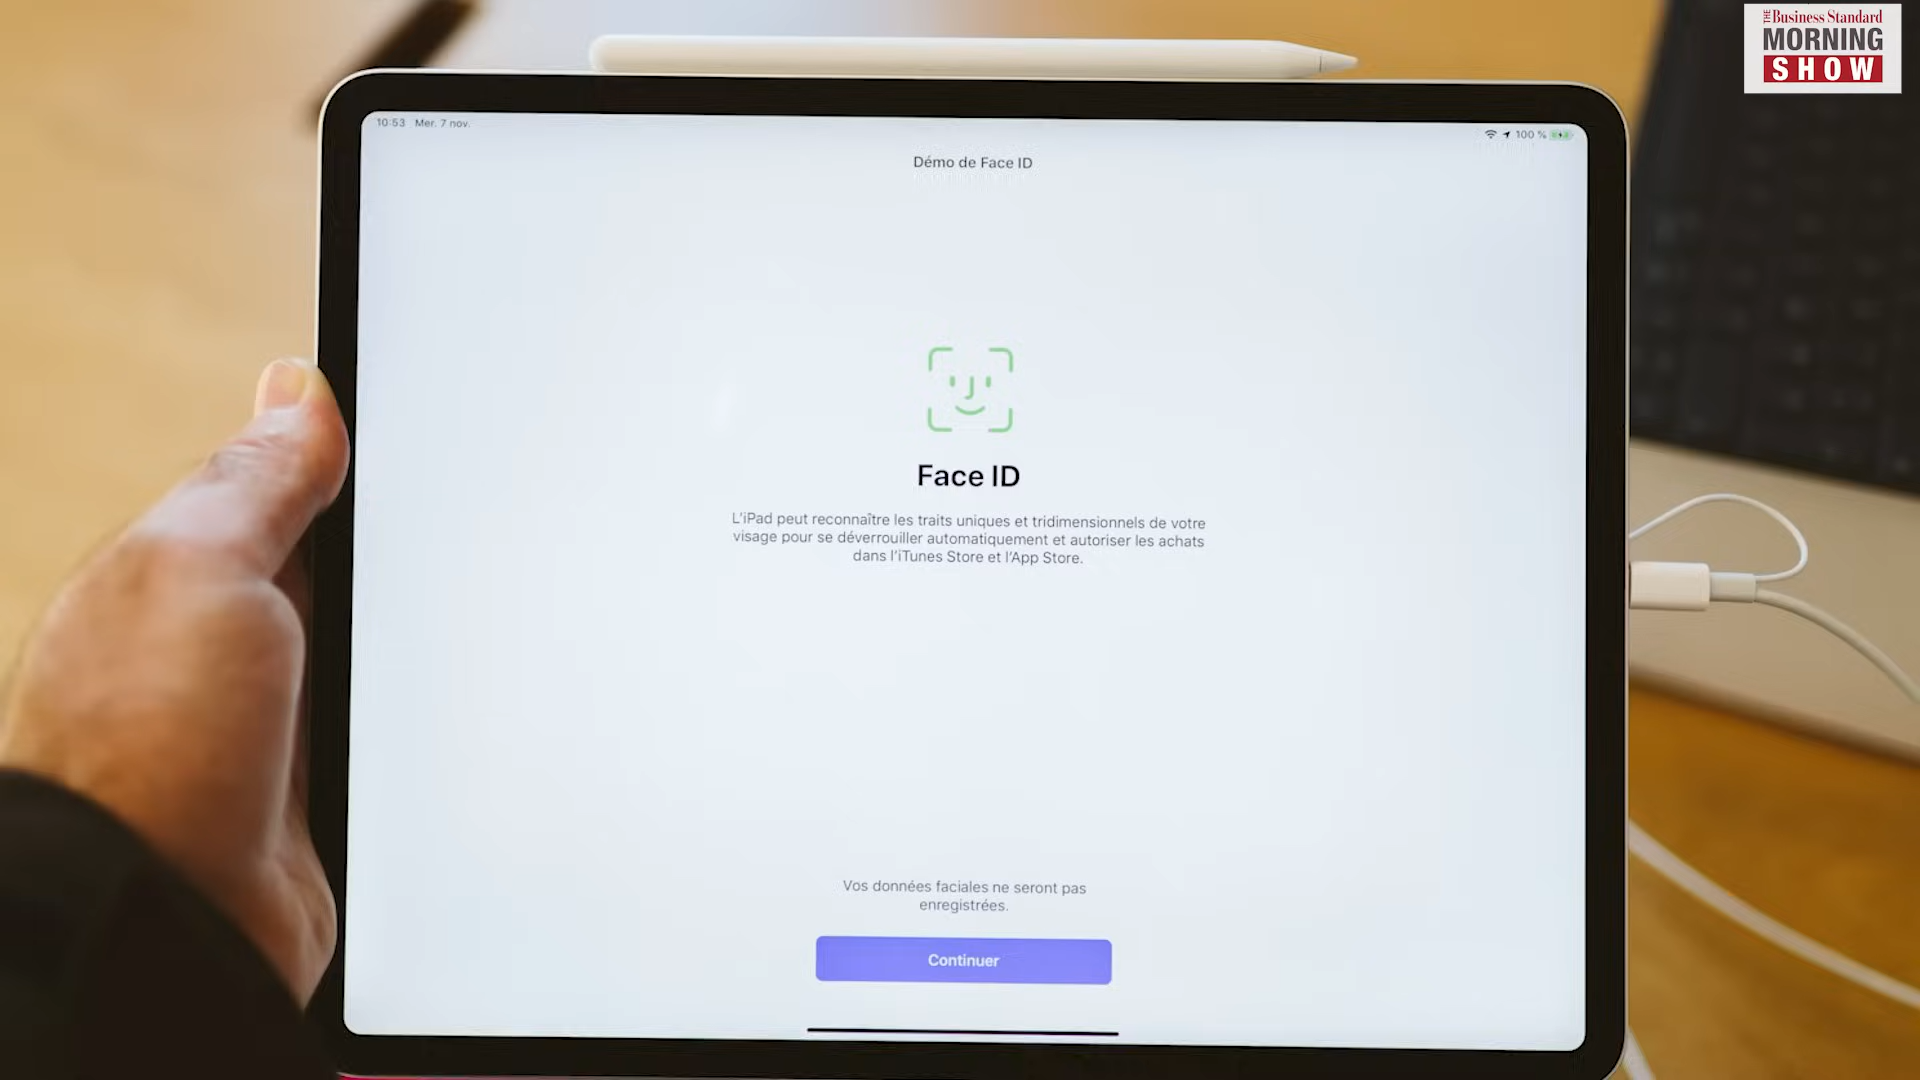 THE Business Standard
MORNING
SHOW
10:53 Mer. 7 nov.
100 %
Démo de Face ID
Face ID
L'iPad peut reconnaître les traits uniques et tridimensionnels de votre
visage pour se déverrouiller automatiquement et autoriser les achats
dans l'iTunes Store et l'App Store.
Vos données faciales ne seront pas
enregistrées.
Continuer